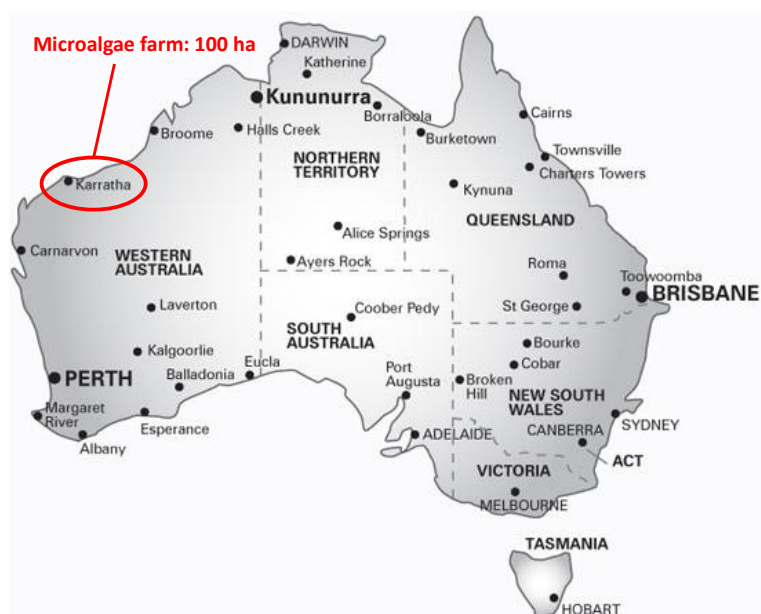 Microalgae farm: 100 ha
DARWIN
Katherine
Kununurra
Borraloola
Cairns
Broome
Halls Creek
Burketown
NORTHERN
TERRITORY
Townsville
Charters Towers
Karratha
Kynuna
QUEENSLAND
Alice Springs
Carnarvon
WESTERN
AUSTRALIA
Ayers Rock
Roma
Toowoomba
BRISBANE
Laverton
Coober Pedy
St George
SOUTH
AUSTRALIA
Bourke
Kalgoorlie
Eucla
Cobar
PERTH
Balladonia
Port
Augusta
Broken
Hill
NEW SOUTH
WALES
Margaret
River
Esperance
SYDNEY
Albany
ADELAIDE
CANBERRA
ACT
VICTORIA
MELBOURNE
TASMANIA
HOBART